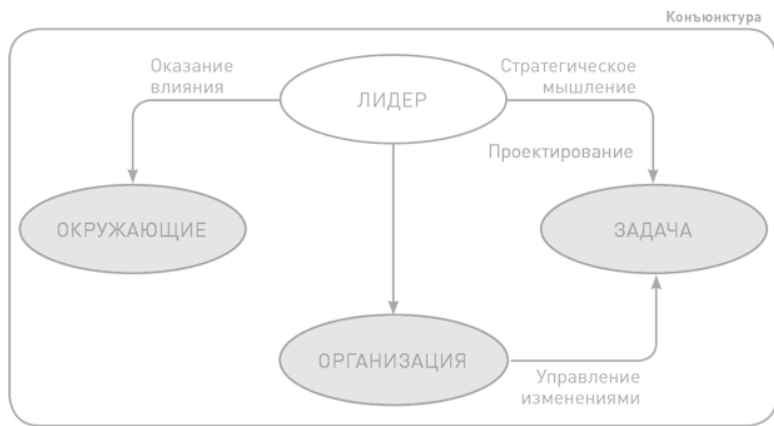 Конъюнктура
Оказание
влияния
ЛИДЕР
Стратегическое
мышление
Проектирование
ОКРУЖАЮЩИЕ
ЗАДАЧА
ОРГАНИЗАЦИЯ
Управление
изменениями